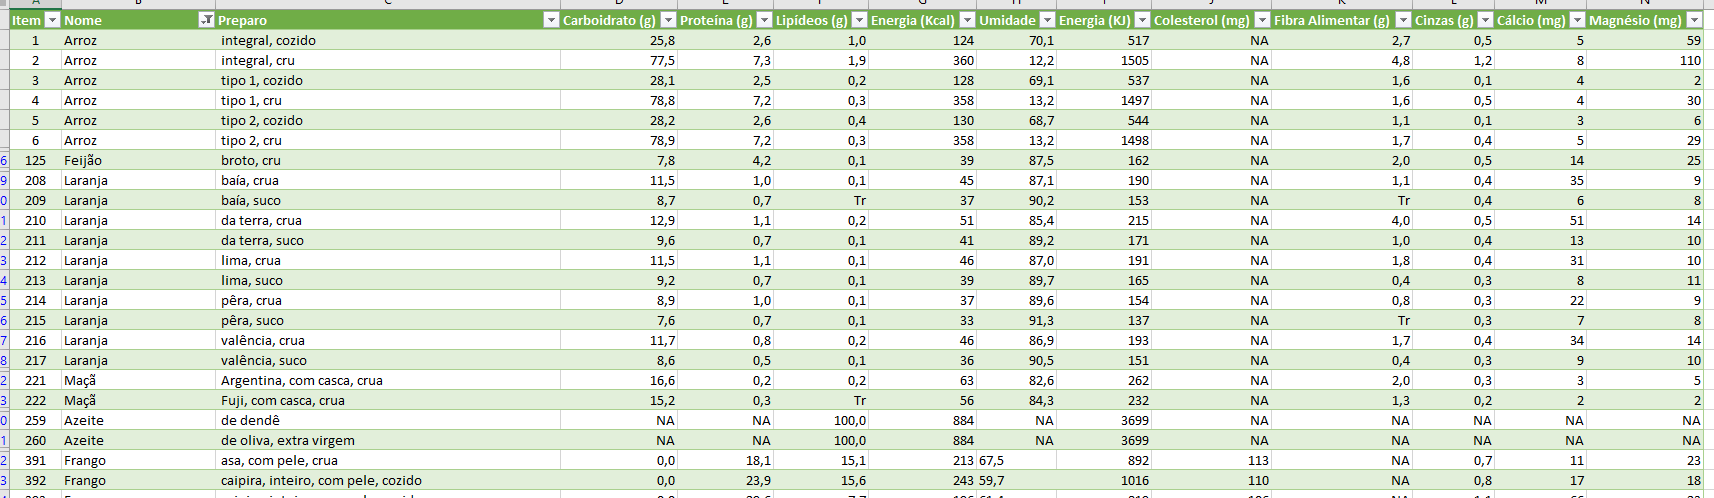 Item Nome Preparo Carboidrato (g) Proteína (g) Lipídeos (g) Energia (Kcal) Umidade Energia (KJ) Colesterol (mg) Fibra Alimentar (g) Cinzas (g) Cálcio (mg) Magnésio (mg)
1 Arroz integral, cozido 25,8 2,6 1,0 124 70,1 517 NA 2,7 0,5 5 59
2 Arroz integral, cru 77,5 7,3 1,9 360 12,2 1505 NA 4,8 1,2 8 110
3 Arroz tipo 1, cozido 28,1 2,5 0,2 128 69,1 537 NA 1,6 0,1 4 2
4 Arroz tipo 1, cru 78,8 7,2 0,3 358 13,2 1497 NA 1,6 0,5 4 30
5 Arroz tipo 2, cozido 28,2 2,6 0,4 130 68,7 544 NA 1,1 0,1 3 6
6 Arroz tipo 2, cru 78,9 7,2 0,3 358 13,2 1498 NA 1,7 0,4 5 29
6 125 Feijão broto, cru 7,8 4,2 0,1 39 87,5 162 NA 2,0 0,5 14 25
9 208 Laranja baía, crua 11,5 1,0 0,1 45 87,1 190 NA 1,1 0,4 35 9
0 209 Laranja baía, suco 8,7 0,7 Tr 37 90,2 153 NA Tr 0,4 6 8
1 210 Laranja da terra, crua 12,9 1,1 0,2 51 85,4 215 NA 4,0 0,5 51 14
2 211 Laranja da terra, suco 9,6 0,7 0,1 41 89,2 171 NA 1,0 0,4 13 10
3 212 Laranja lima, crua 11,5 1,1 0,1 46 87,0 191 NA 1,8 0,4 31 10
4 213 Laranja lima, suco 9,2 0,7 0,1 39 89,7 165 NA 0,4 0,3 8 11
5 214 Laranja pêra, crua 8,9 1,0 0,1 37 89,6 154 NA 0,8 0,3 22 9
6 215 Laranja pêra, suco 7,6 0,7 0,1 33 91,3 137 NA Tr 0,3 7 8
7 216 Laranja valência, crua 11,7 0,8 0,2 46 86,9 193 NA 1,7 0,4 34 14
8 217 Laranja valência, suco 8,6 0,5 0,1 36 90,5 151 NA 0,4 0,3 9 10
2 221 Maçã Argentina, com casca, crua 16,6 0,2 0,2 63 82,6 262 NA 2,0 0,3 3 5
3 222 Maçã Fuji, com casca, crua 15,2 0,3 Tr 56 84,3 232 NA 1,3 0,2 2 2
0 259 Azeite de dendê NA NA 100,0 884 NA 3699 NA NA NA NA NA
1 260 Azeite de oliva, extra virgem NA NA 100,0 884 NA 3699 NA NA NA NA NA
2 391 Frango asa, com pele, crua 0,0 18,1 15,1 213 67,5 892 113 NA 0,7 11 23
3 392 Frango caipira, inteiro, com pele, cozido 0,0 23,9 15,6 243 59,7 1016 110 NA 0,8 17 18